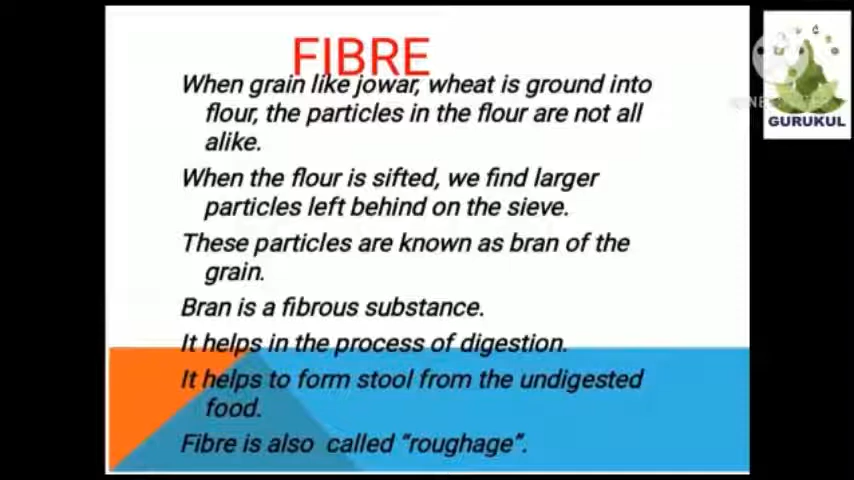 FIBRE
When grain like jowar, wheat is ground into
flour, the particles in the flour are not all
alike.
When the flour is sifted, we find larger
particles left behind on the sieve.
These particles are known as bran of the
grain.
Bran is a fibrous substance.
It helps in the process of digestion.
It helps to form stool from the undigested
food.
Fibre is also called “roughage”.
GURUKUL